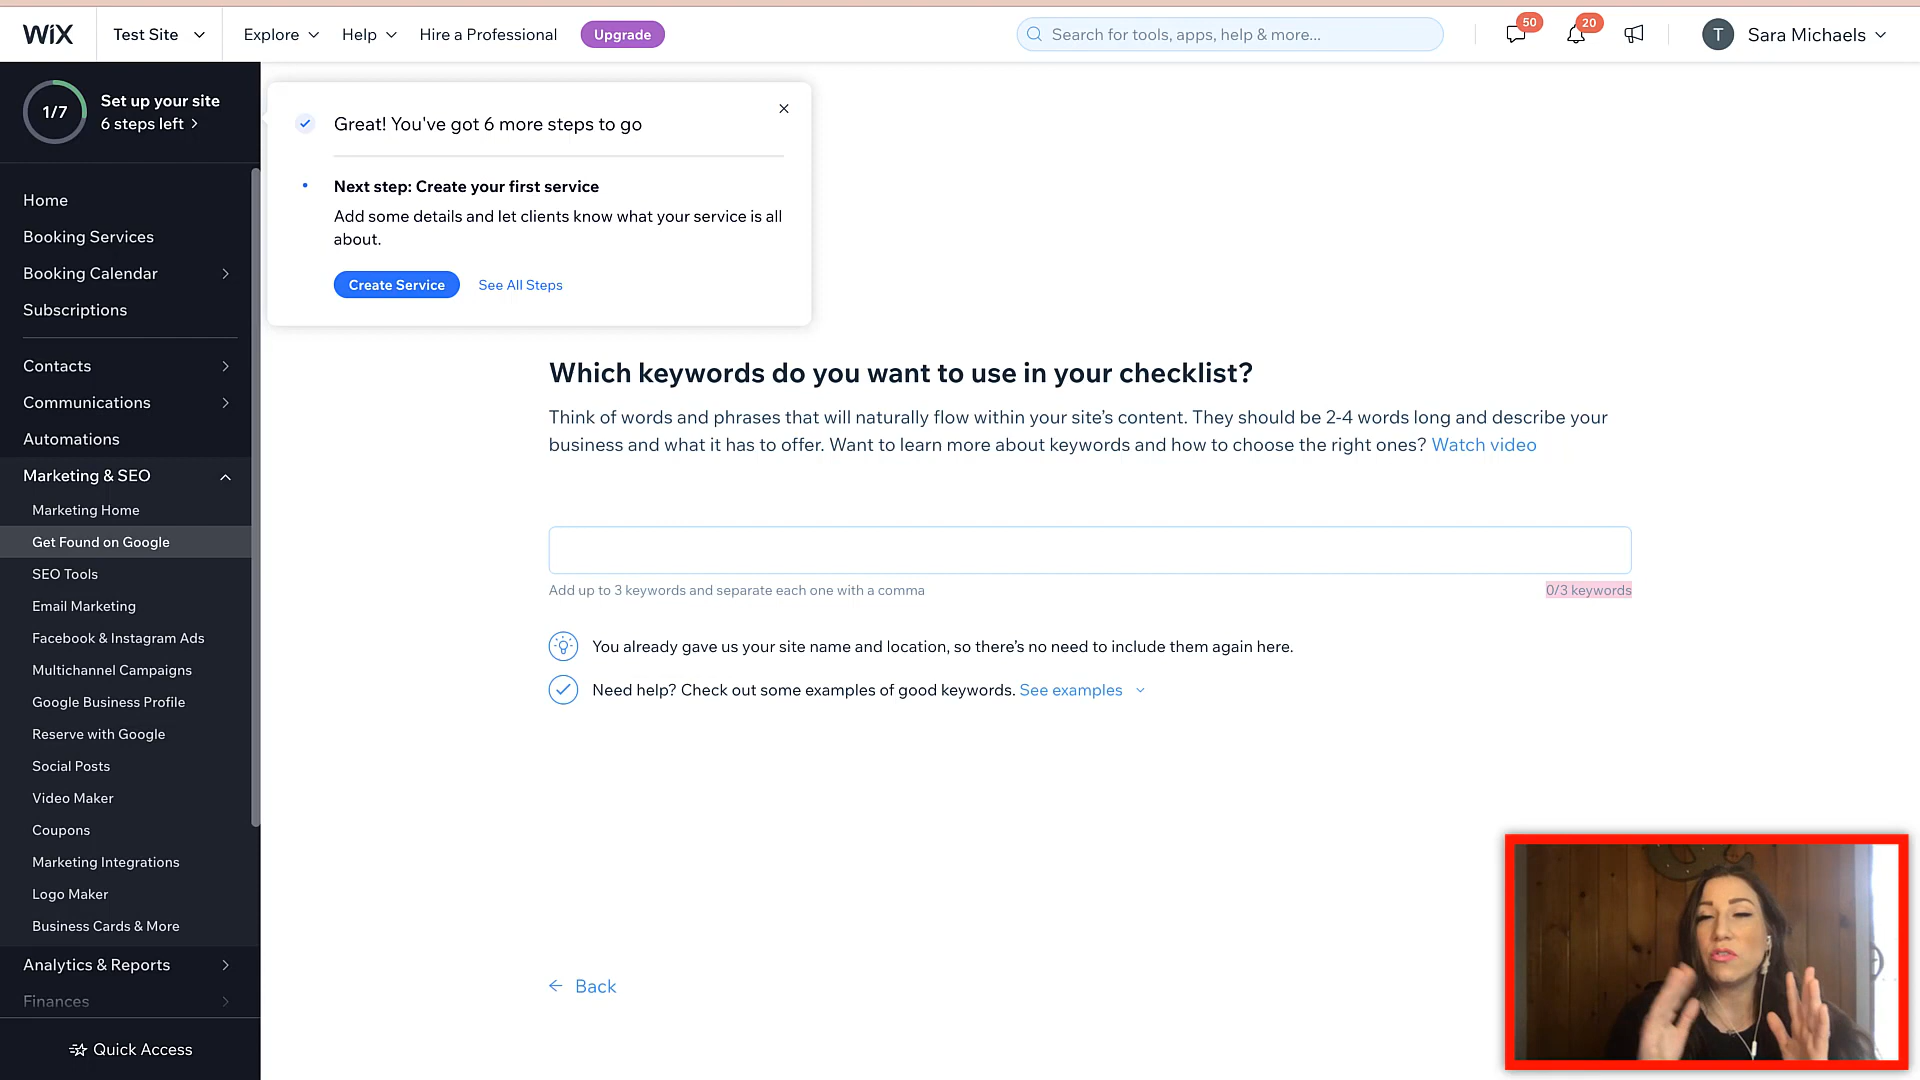 WiX
Test Site
Explore
Help
Hire a Professional
Upgrade
Search for tools, apps, help & more...
50
20
T
Sara Michaels
1/7
Set up your site
6 steps left
Home
Booking Services
Booking Calendar
Subscriptions
Contacts
Communications
Automations
Marketing & SEO
Marketing Home
Get Found on Google
SEO Tools
Email Marketing
Facebook & Instagram Ads
Multichannel Campaigns
Google Business Profile
Reserve with Google
Social Posts
Video Maker
Coupons
Marketing Integrations
Logo Maker
Business Cards & More
Analytics & Reports
Finances
Quick Access
Great! You've got 6 more steps to go
Next step: Create your first service
Add some details and let clients know what your service is all
about.
Create Service
See All Steps
Which keywords do you want to use in your checklist?
Think of words and phrases that will naturally flow within your site's content. They should be 2-4 words long and describe your
business and what it has to offer. Want to learn more about keywords and how to choose the right ones? Watch video
Add up to 3 keywords and separate each one with a comma
0/3 keywords
You already gave us your site name and location, so there's no need to include them again here.
Need help? Check out some examples of good keywords. See examples
Back